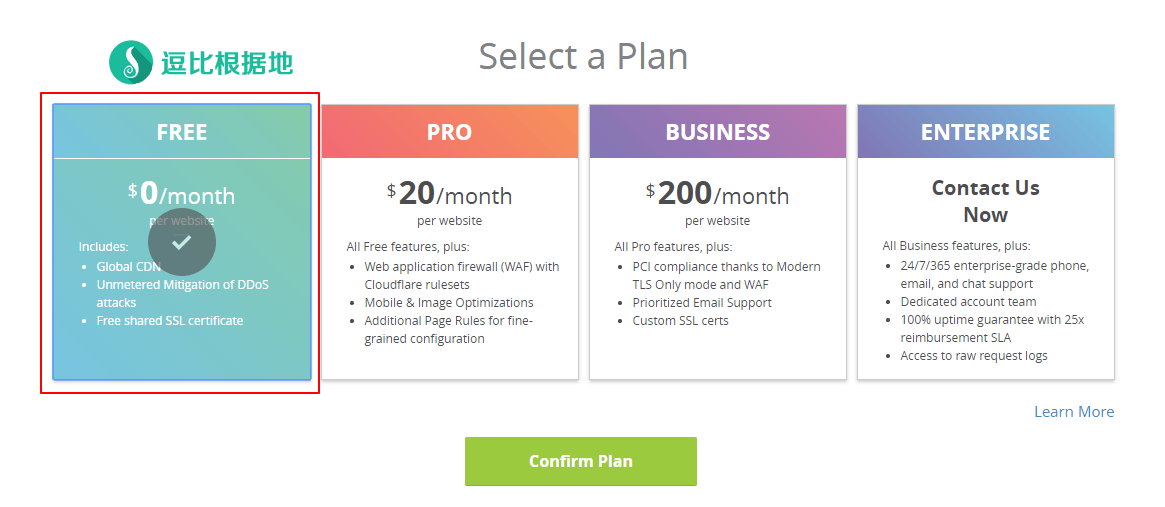 逗比根据地
Select a Plan
FREE
$0/month
per website
Includes:
Global CDN
Unmetered Mitigation of DDoS
attacks
Free shared SSL certificate
PRO
$20/month
per website
All Free features, plus:
Web application firewall (WAF) with
Cloudflare rulesets
Mobile & Image Optimizations
Additional Page Rules for fine-
grained configuration
BUSINESS
$200/month
per website
All Pro features, plus:
PCI compliance thanks to Modern
TLS Only mode and WAF
Prioritized Email Support
Custom SSL certs
ENTERPRISE
Contact Us
Now
All Business features, plus:
24/7/365 enterprise-grade phone,
email, and chat support
Dedicated account team
100% uptime guarantee with 25x
reimbursement SLA
Access to raw request logs
Learn More
Confirm Plan